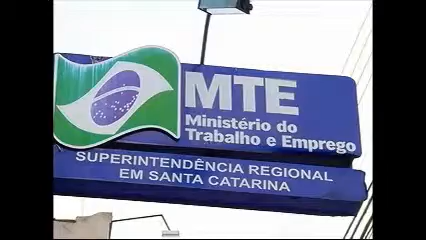 MTE
Ministério do
Trabalho e Emprego
SUPERINTENDÊNCIA REGIONAL
EM SANTA CATARINA